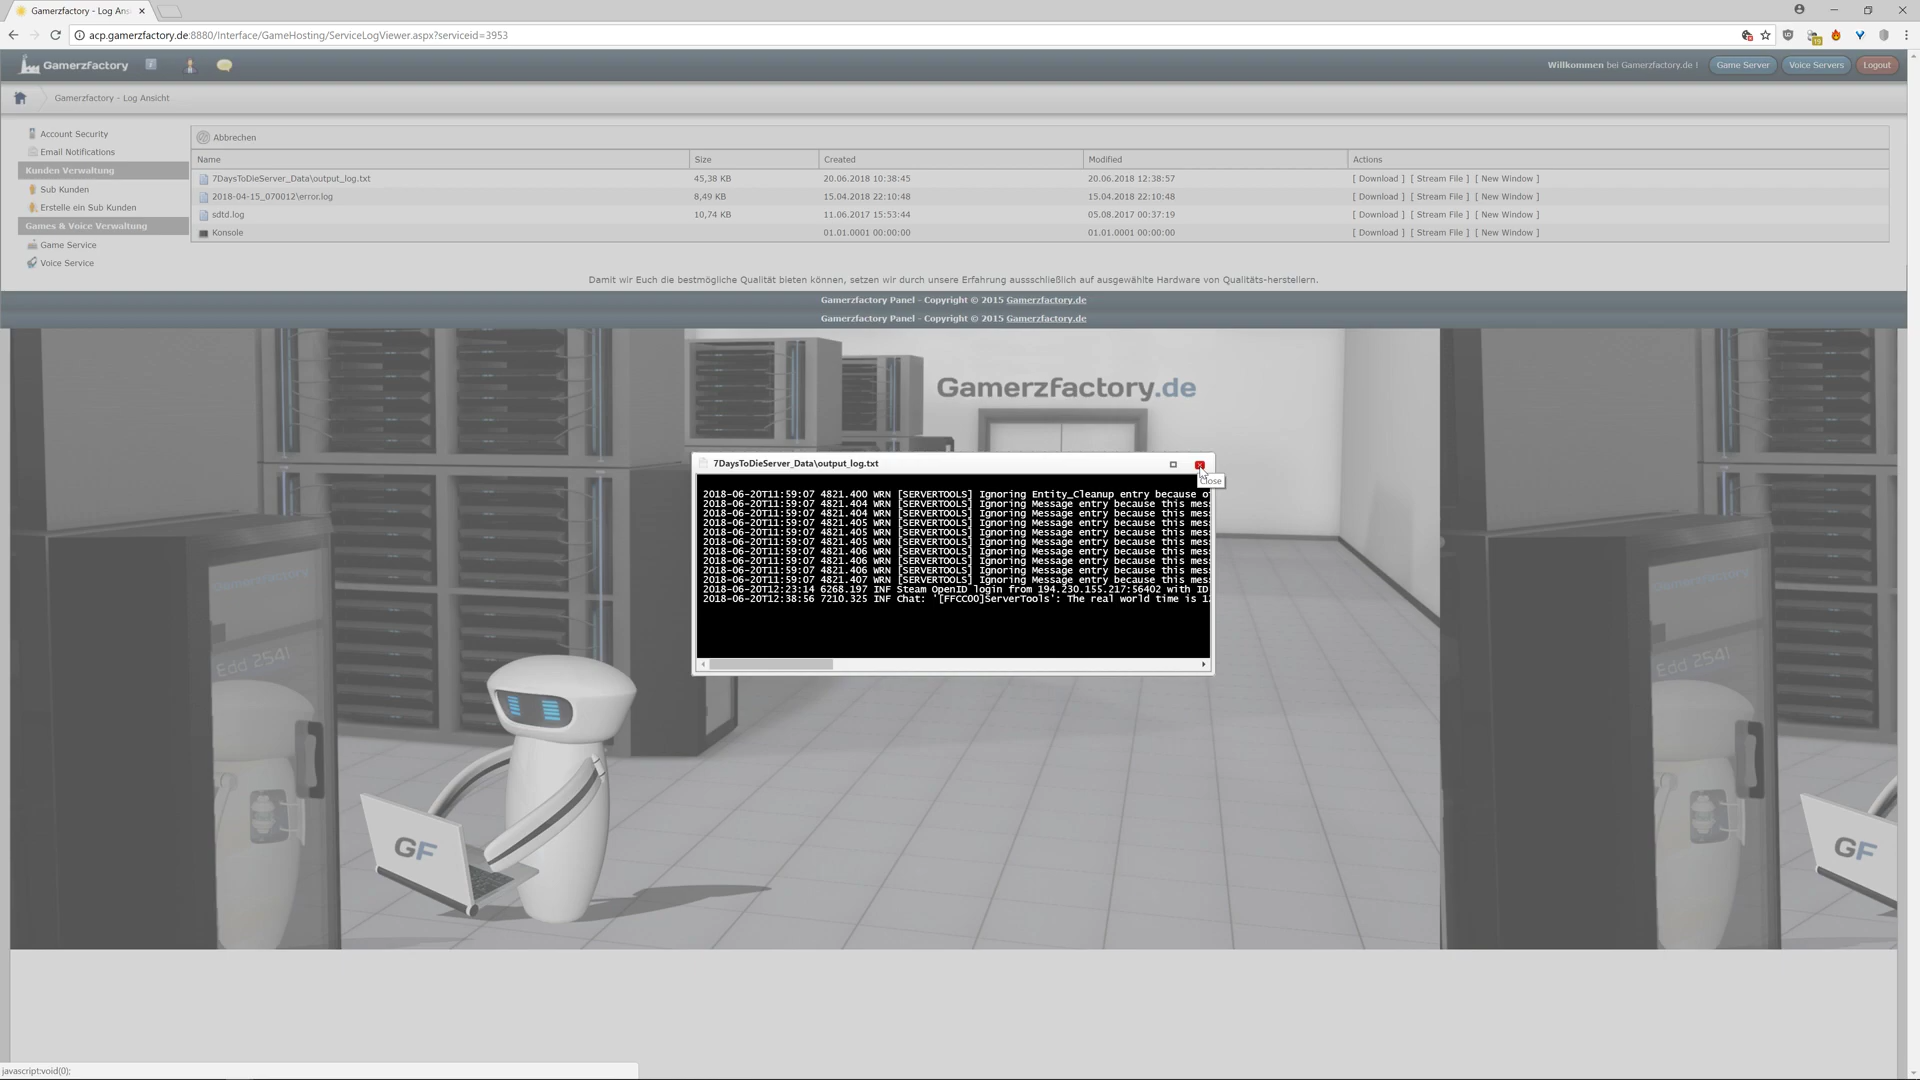 Gamerzfactory - Log Ans
acp.gamerzfactory.de:8880/Interface/GameHosting/ServiceLogViewer.aspx?serviceid=3953
Gamerzfactory
Willkommen bei Gamerzfactory.de !
Game Server
Voice Servers
Logout
Gamerzfactory - Log Ansicht
Account Security
Email Notifications
Kunden Verwaltung
Sub Kunden
Erstelle ein Sub Kunden
Games & Voice Verwaltung
Game Service
Voice Service
Abbrechen
Name Size Created Modified Actions
7DaysToDieServer_Data\output_log.txt 45,38 KB 20.06.2018 10:38:45 20.06.2018 12:38:57 [ Download ] [ Stream File ] [ New Window ]
2018-04-15_070012\error.log 8,49 KB 15.04.2018 22:10:48 15.04.2018 22:10:48 [ Download ] [ Stream File ] [ New Window ]
sdtd.log 10,74 KB 11.06.2017 15:53:44 05.08.2017 00:37:19 [ Download ] [ Stream File ] [ New Window ]
Konsole 01.01.0001 00:00:00 01.01.0001 00:00:00 [ Download ] [ Stream File ] [ New Window ]
Damit wir Euch die bestmögliche Qualität bieten können, setzen wir durch unsere Erfahrung aussschließlich auf ausgewählte Hardware von Qualitäts-herstellern.
Gamerzfactory Panel - Copyright © 2015 Gamerzfactory.de
Gamerzfactory Panel - Copyright © 2015 Gamerzfactory.de
Gamerzfactory.de
7DaysToDieServer_Data\output_log.txt
Close
2018-06-20T11:59:07 4821.400 WRN [SERVERTOOLS] Ignoring Entity_Cleanup entry because o
2018-06-20T11:59:07 4821.404 WRN [SERVERTOOLS] Ignoring Message entry because this mes
2018-06-20T11:59:07 4821.404 WRN [SERVERTOOLS] Ignoring Message entry because this mes
2018-06-20T11:59:07 4821.405 WRN [SERVERTOOLS] Ignoring Message entry because this mes
2018-06-20T11:59:07 4821.405 WRN [SERVERTOOLS] Ignoring Message entry because this mes
2018-06-20T11:59:07 4821.405 WRN [SERVERTOOLS] Ignoring Message entry because this mes
2018-06-20T11:59:07 4821.406 WRN [SERVERTOOLS] Ignoring Message entry because this mes
2018-06-20T11:59:07 4821.406 WRN [SERVERTOOLS] Ignoring Message entry because this mes
2018-06-20T11:59:07 4821.406 WRN [SERVERTOOLS] Ignoring Message entry because this mes
2018-06-20T11:59:07 4821.407 WRN [SERVERTOOLS] Ignoring Message entry because this mes
2018-06-20T12:23:14 6268.197 INF Steam OpenID login from 194.230.155.217:56402 with ID
2018-06-20T12:38:56 7210.325 INF Chat: '[FFCC00]ServerTools': The real world time is 12
Gamerzfactory
Edd 254!
GF
Gamerzfactory
Edd 254!
GF
javascript:void(0);